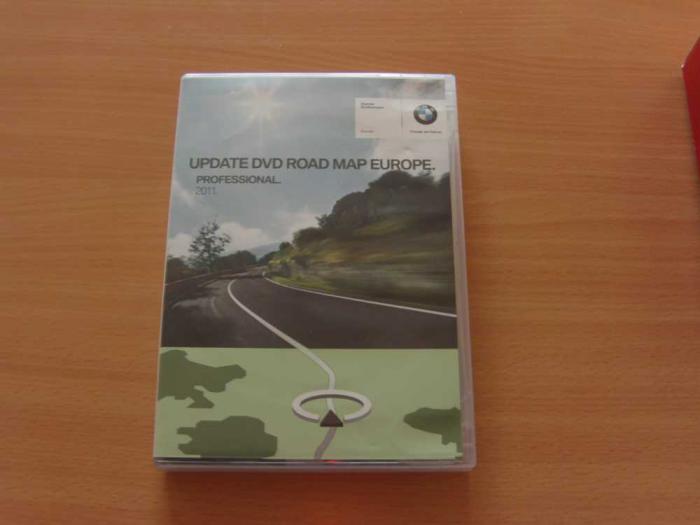 UPDATE DVD ROAD MAP EUROPE.
PROFESSIONAL.
2011.